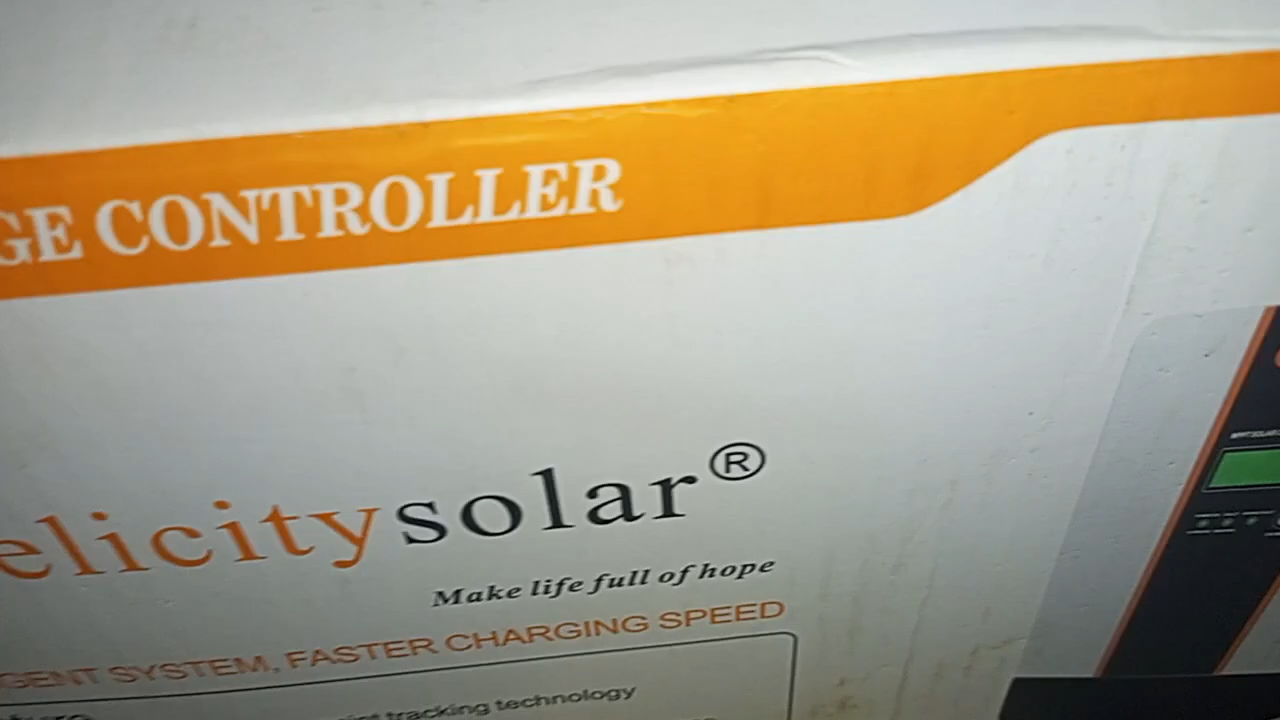 GE CONTROLLER
elicitysolar®
Make life full of hope
GENT SYSTEM, FASTER CHARGING SPEED
tracking technology